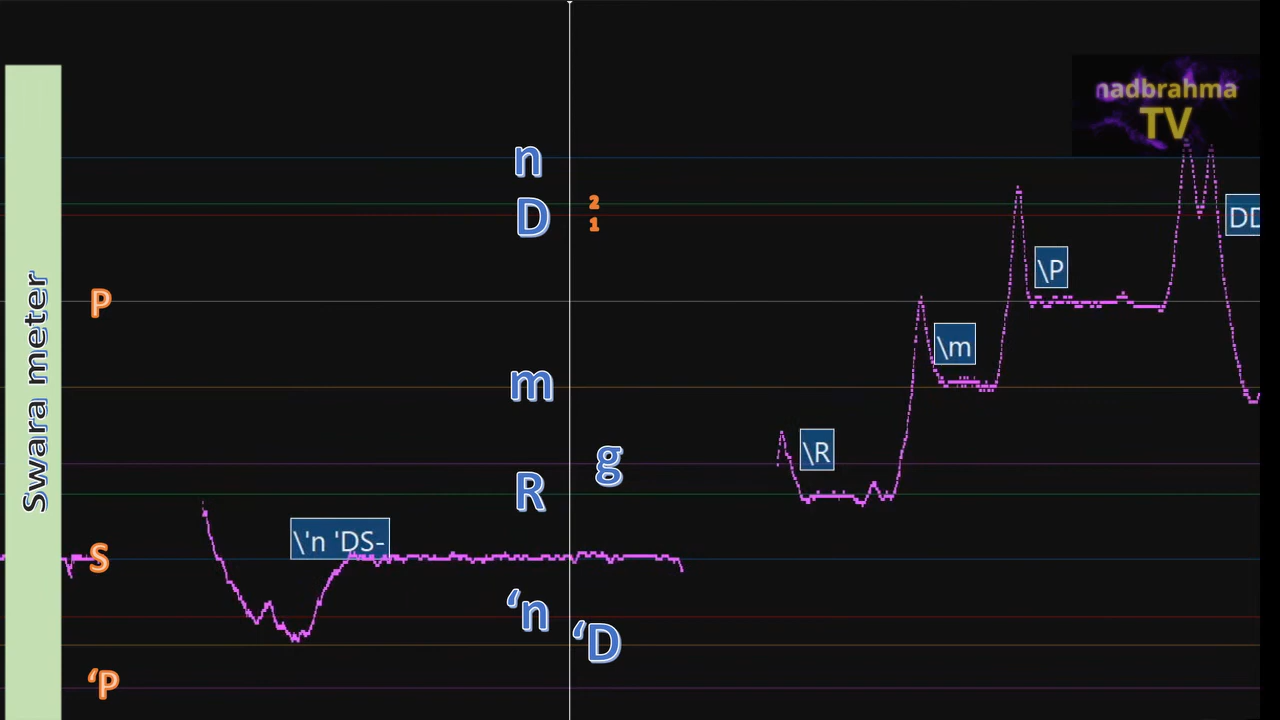 nadbrahma
TV
n
D
2
1
DD
P
\P
m
\m
g
R
\R
Swara meter
S
\'n 'DS-
‘n
‘D
‘P